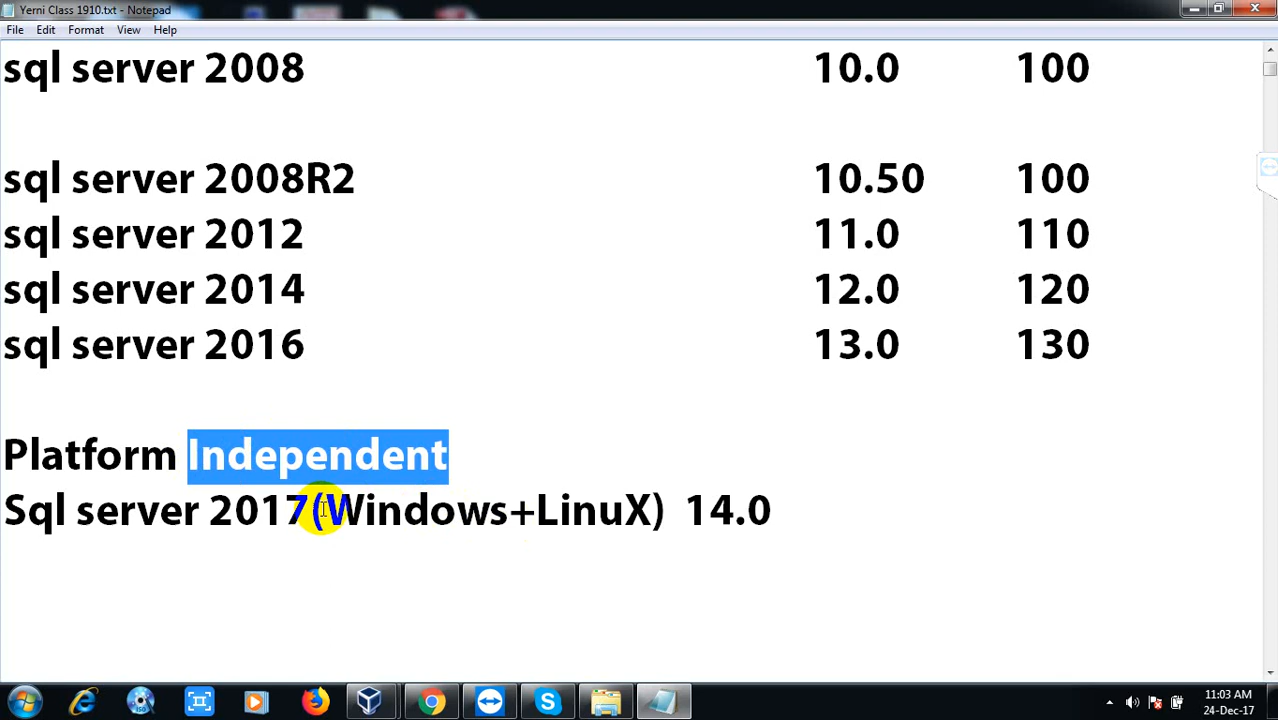 Yerni Class 1910.txt - Notepad
File Edit Format View Help
sql server 2008 10.0 100
sql server 2008R2 10.50 100
sql server 2012 11.0 110
sql server 2014 12.0 120
sql server 2016 13.0 130
Platform Independent
Sql server 2017(Windows+LinuX) 14.0
11:03 AM
24-Dec-17